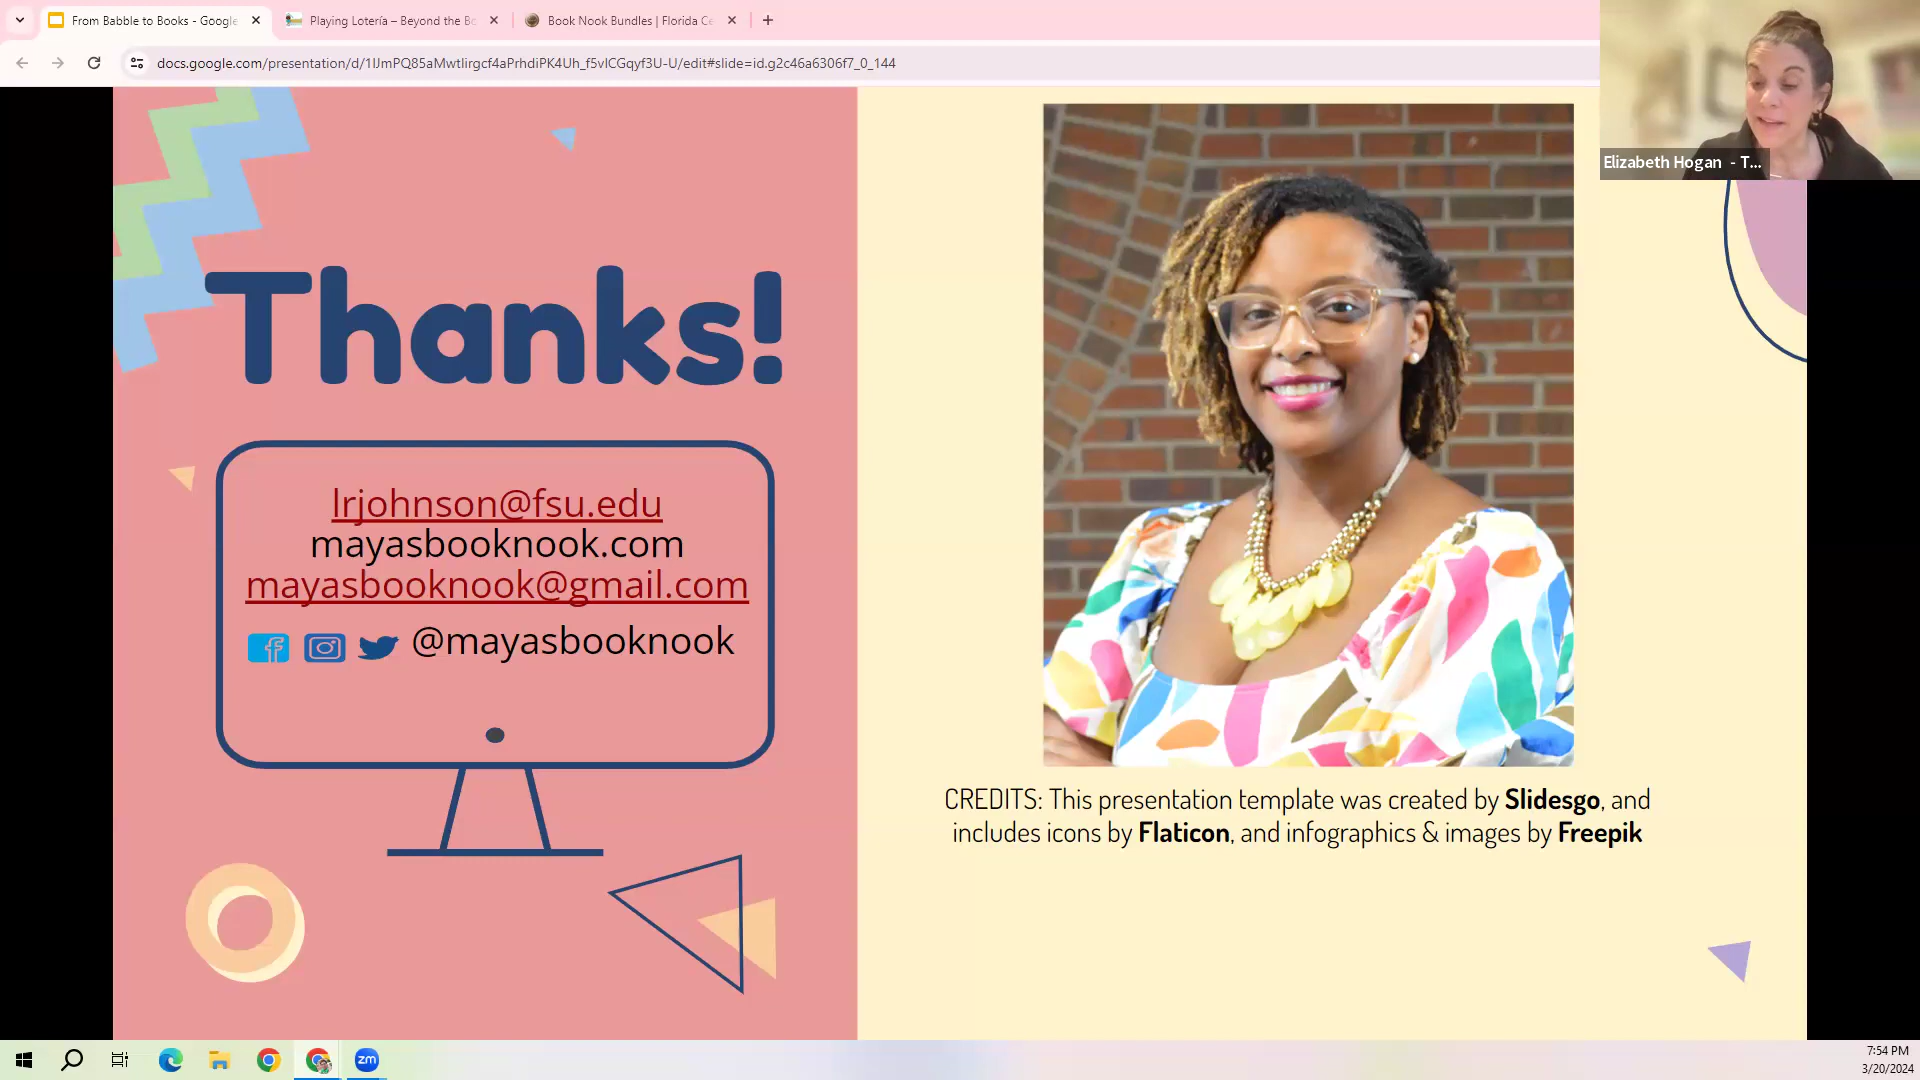 From Babble to Books - Google
Playing Lotería – Beyond the Bo
Book Nook Bundles | Florida Ce
docs.google.com/presentation/d/1IJmPQ85aMwtIirgcf4aPrhdiPK4Uh_f5vICGqyf3U-U/edit#slide=id.g2c46a6306f7_0_144
Elizabeth Hogan - T...
Thanks!
lrjohnson@fsu.edu
mayasbooknook.com
mayasbooknook@gmail.com
@mayasbooknook
CREDITS: This presentation template was created by Slidesgo, and
includes icons by Flaticon, and infographics & images by Freepik
zm
7:54 PM
3/20/2024